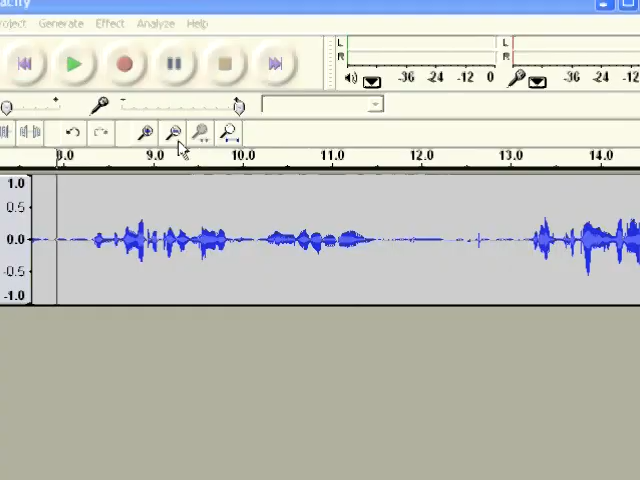 acity
roject Generate Effect Analyze Help
L
R
-36 -24 -12 0
L
R
-36 -24 -12
8.0 9.0 10.0 11.0 12.0 13.0 14.0
1.0
0.5
0.0
-0.5
-1.0